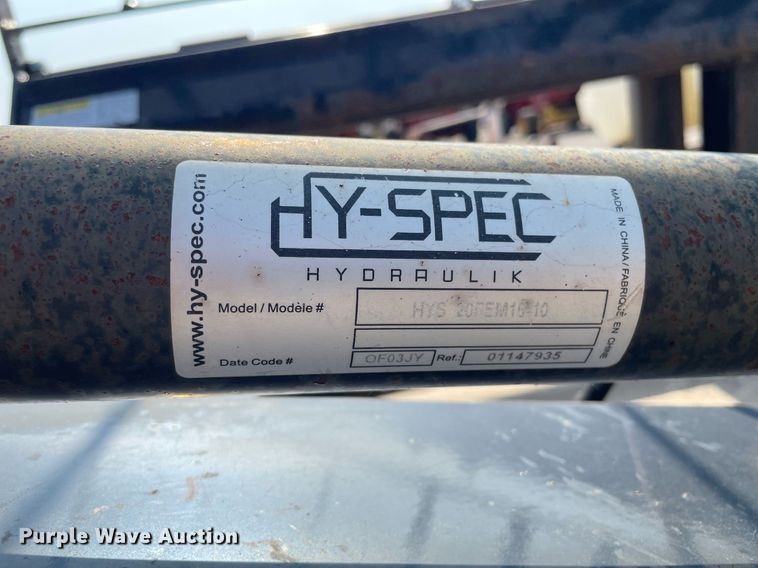 HY-SPEC
HYDRAULIK
www.hy-spec.com
MADE IN CHINA/FABRIQUÉ EN CHINE
Model / Modèle # HYS
Date Code # OF03JY Ref.: 01147935
Purple Wave Auction